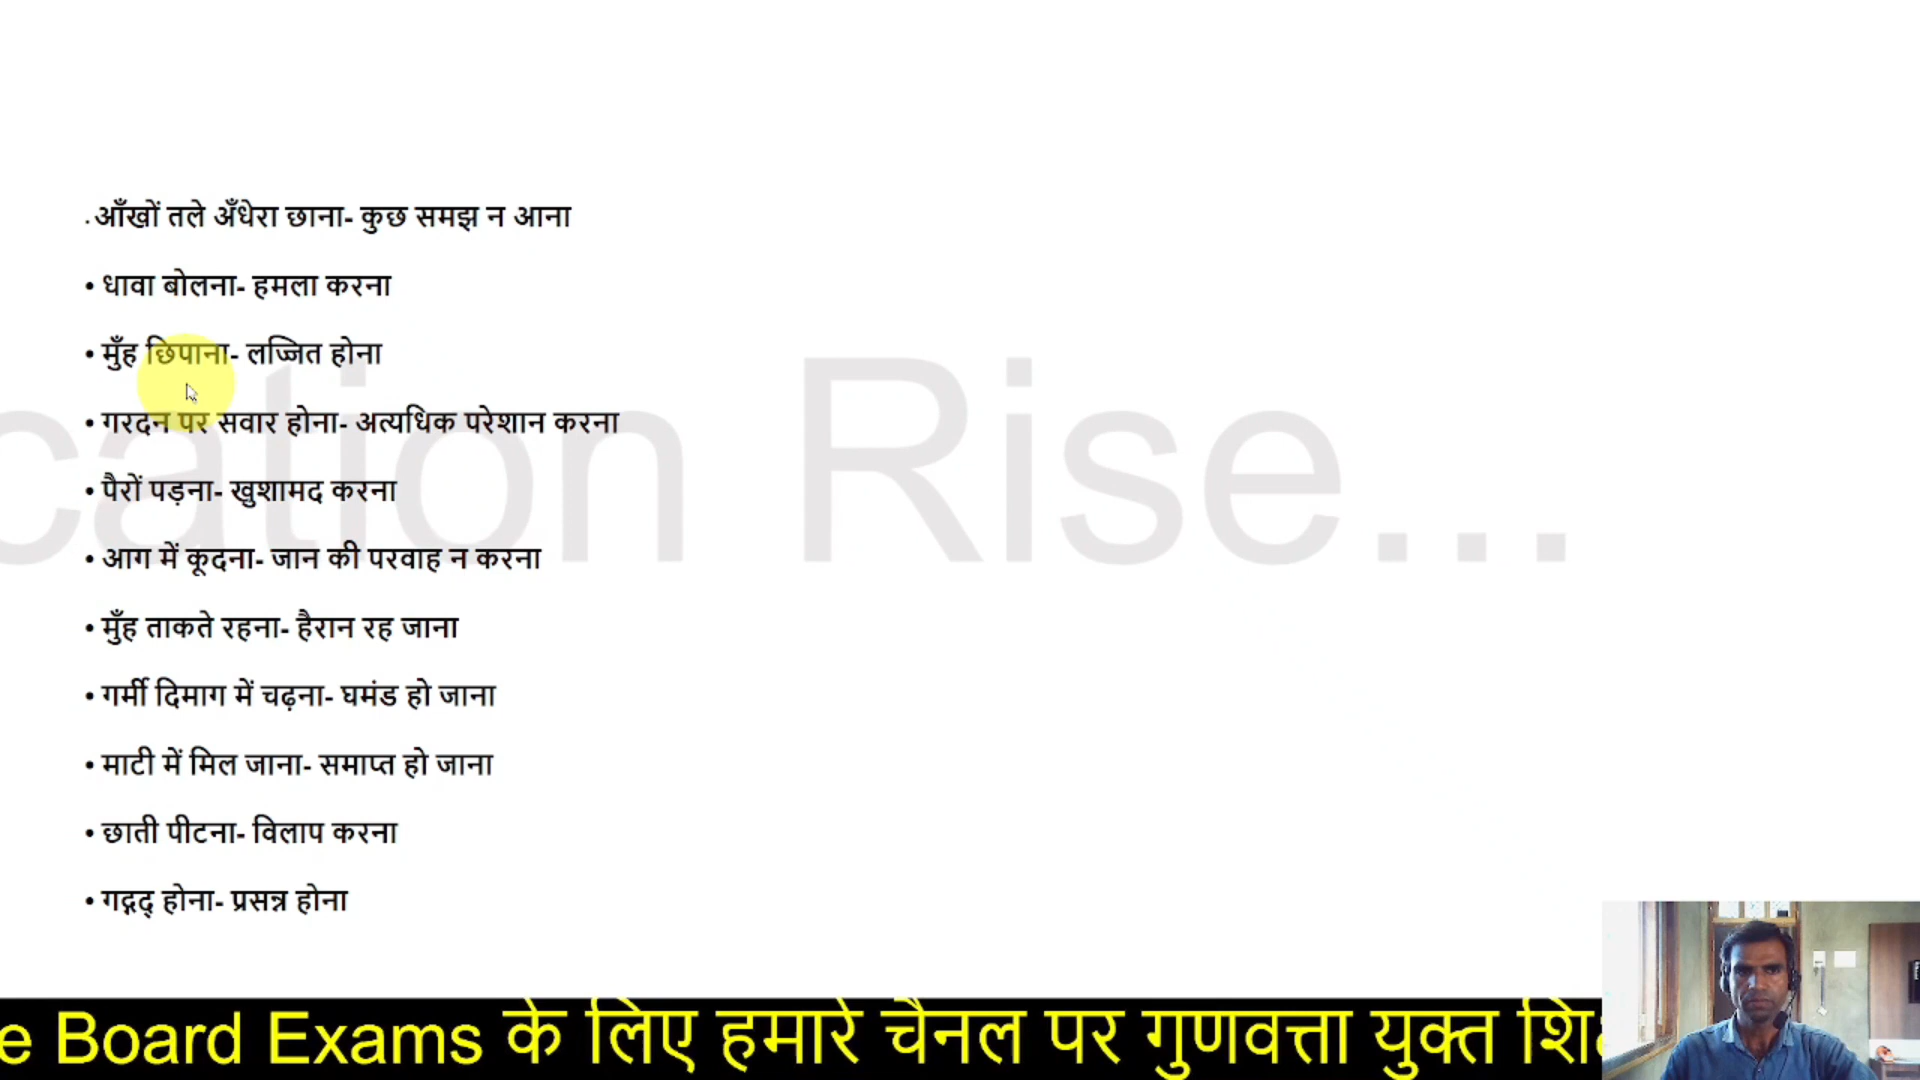 . आँखों तले अँधेरा छाना- कुछ समझ न आना
• धावा बोलना- हमला करना
• मुँह छिपाना- लज्जित होना
• गरदन पर सवार होना- अत्यधिक परेशान करना
• पैरों पड़ना- खुशामद करना
• आग में कूदना- जान की परवाह न करना
• मुँह ताकते रहना- हैरान रह जाना
• गर्मी दिमाग में चढ़ना- घमंड हो जाना
• माटी में मिल जाना- समाप्त हो जाना
• छाती पीटना- विलाप करना
• गद्गद् होना- प्रसन्न होना
cation Rise...
e Board Exams के लिए हमारे चैनल पर गुणवत्ता युक्त